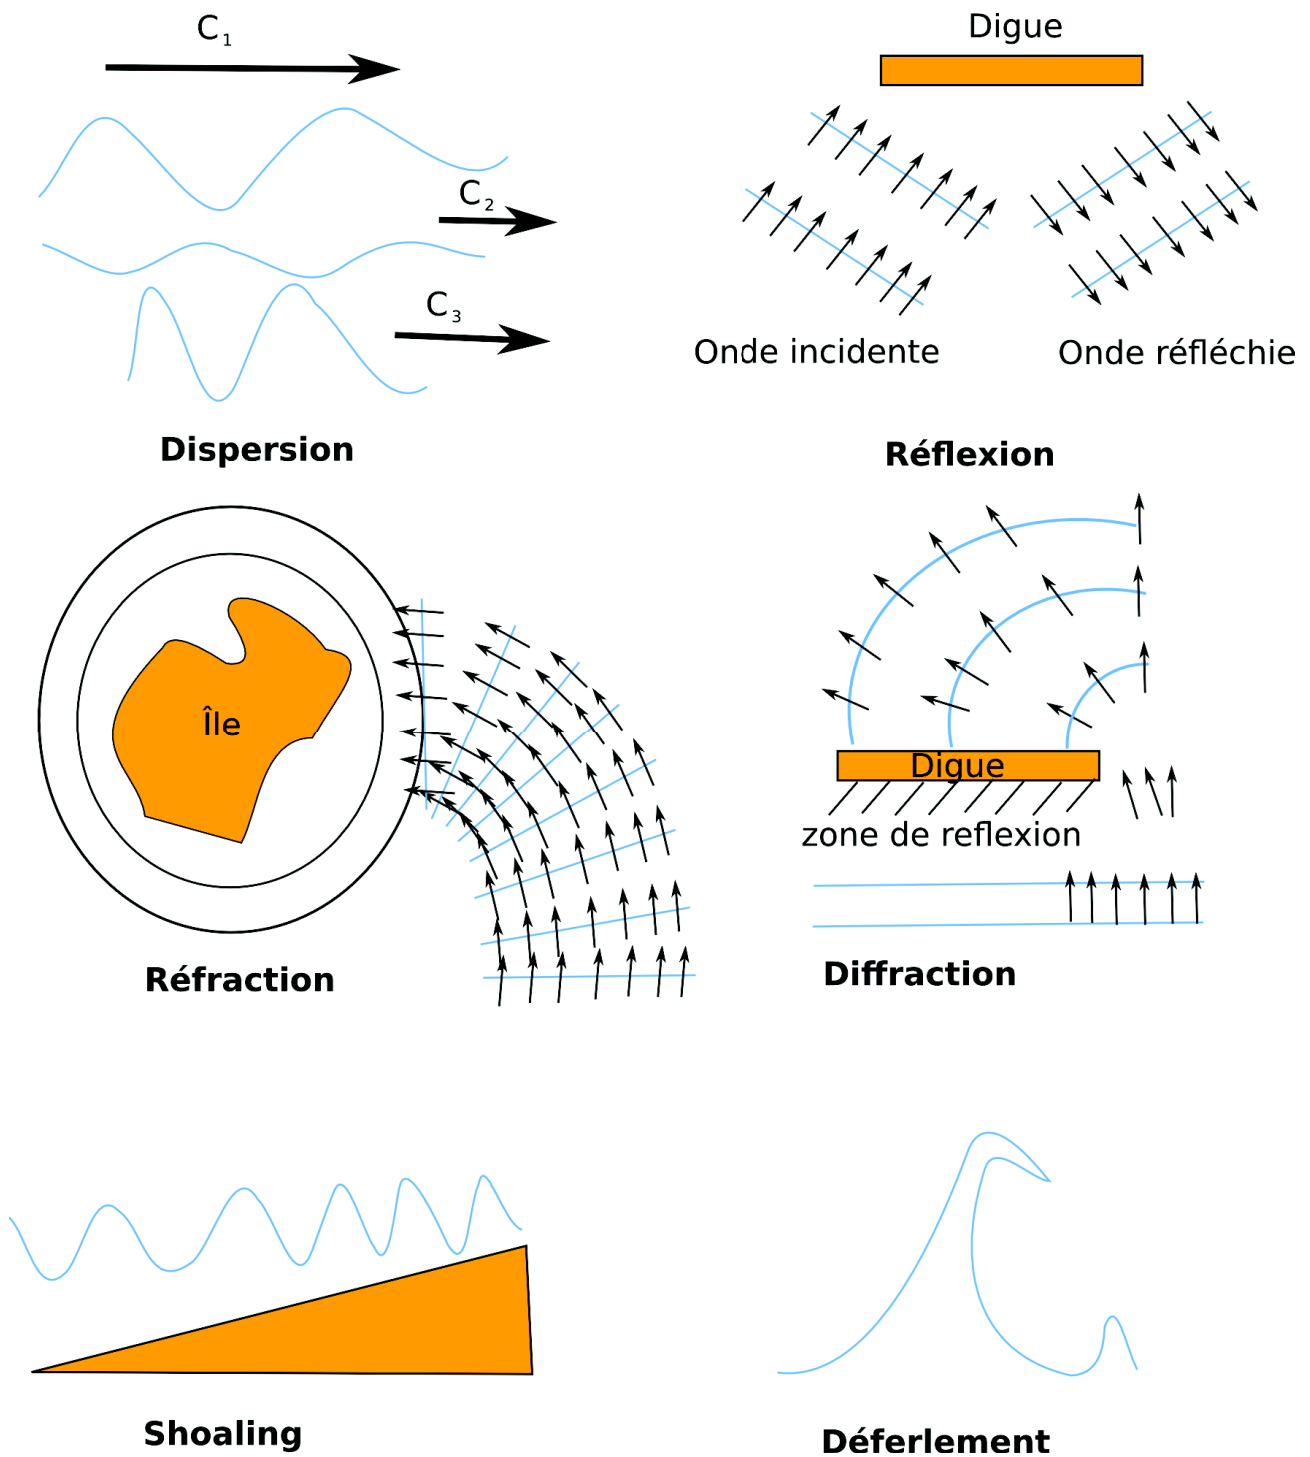 C1
C2
C3
Dispersion
Digue
Onde incidente
Onde réfléchie
Réflexion
Île
Réfraction
Digue
zone de reflexion
Diffraction
Shoaling
Déferlement